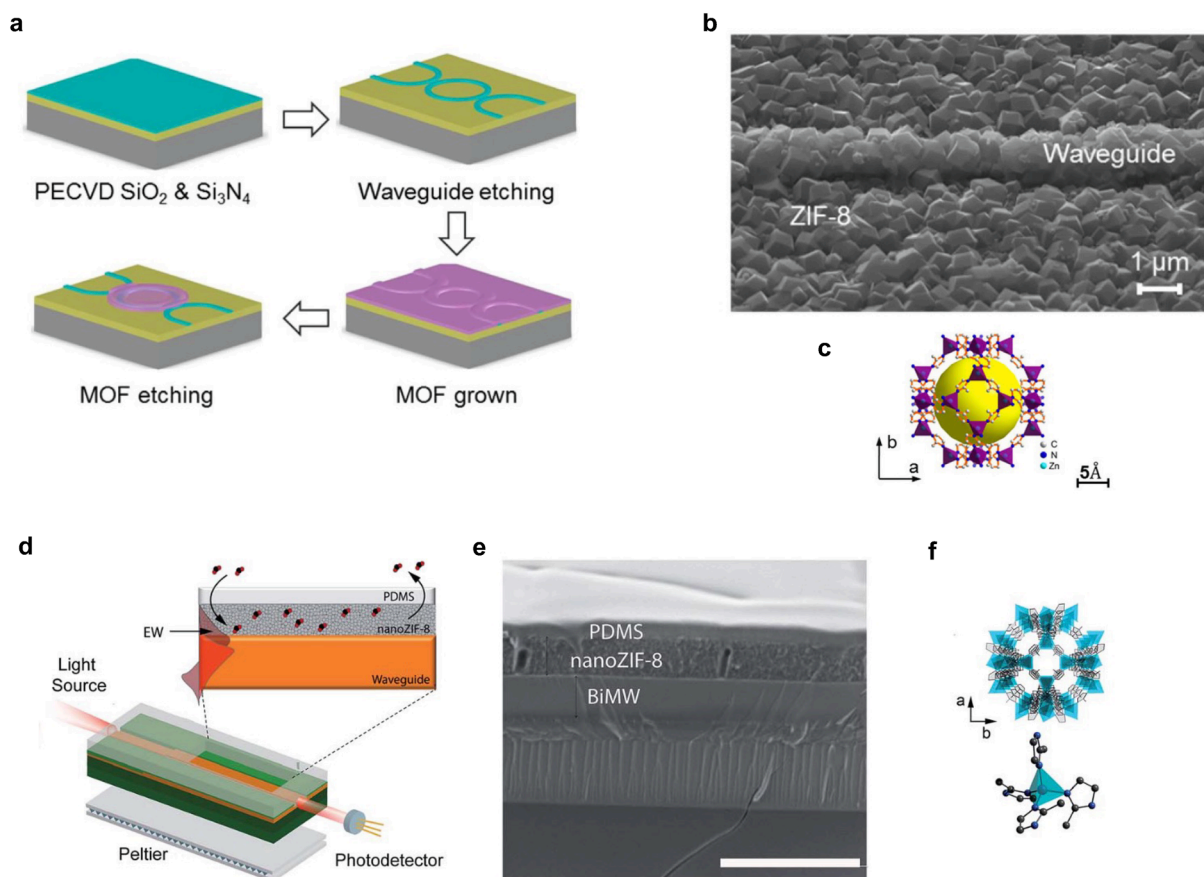 a
PECVD SiO₂ & Si₃N₄
Waveguide etching
MOF etching
MOF grown
b
Waveguide
ZIF-8
1 µm
c
b
a
C
N
Zn
5Å
d
PDMS
EW
nanoZIF-8
Waveguide
Light
Source
Peltier
Photodetector
e
PDMS
nanoZIF-8
BiMW
f
a
b